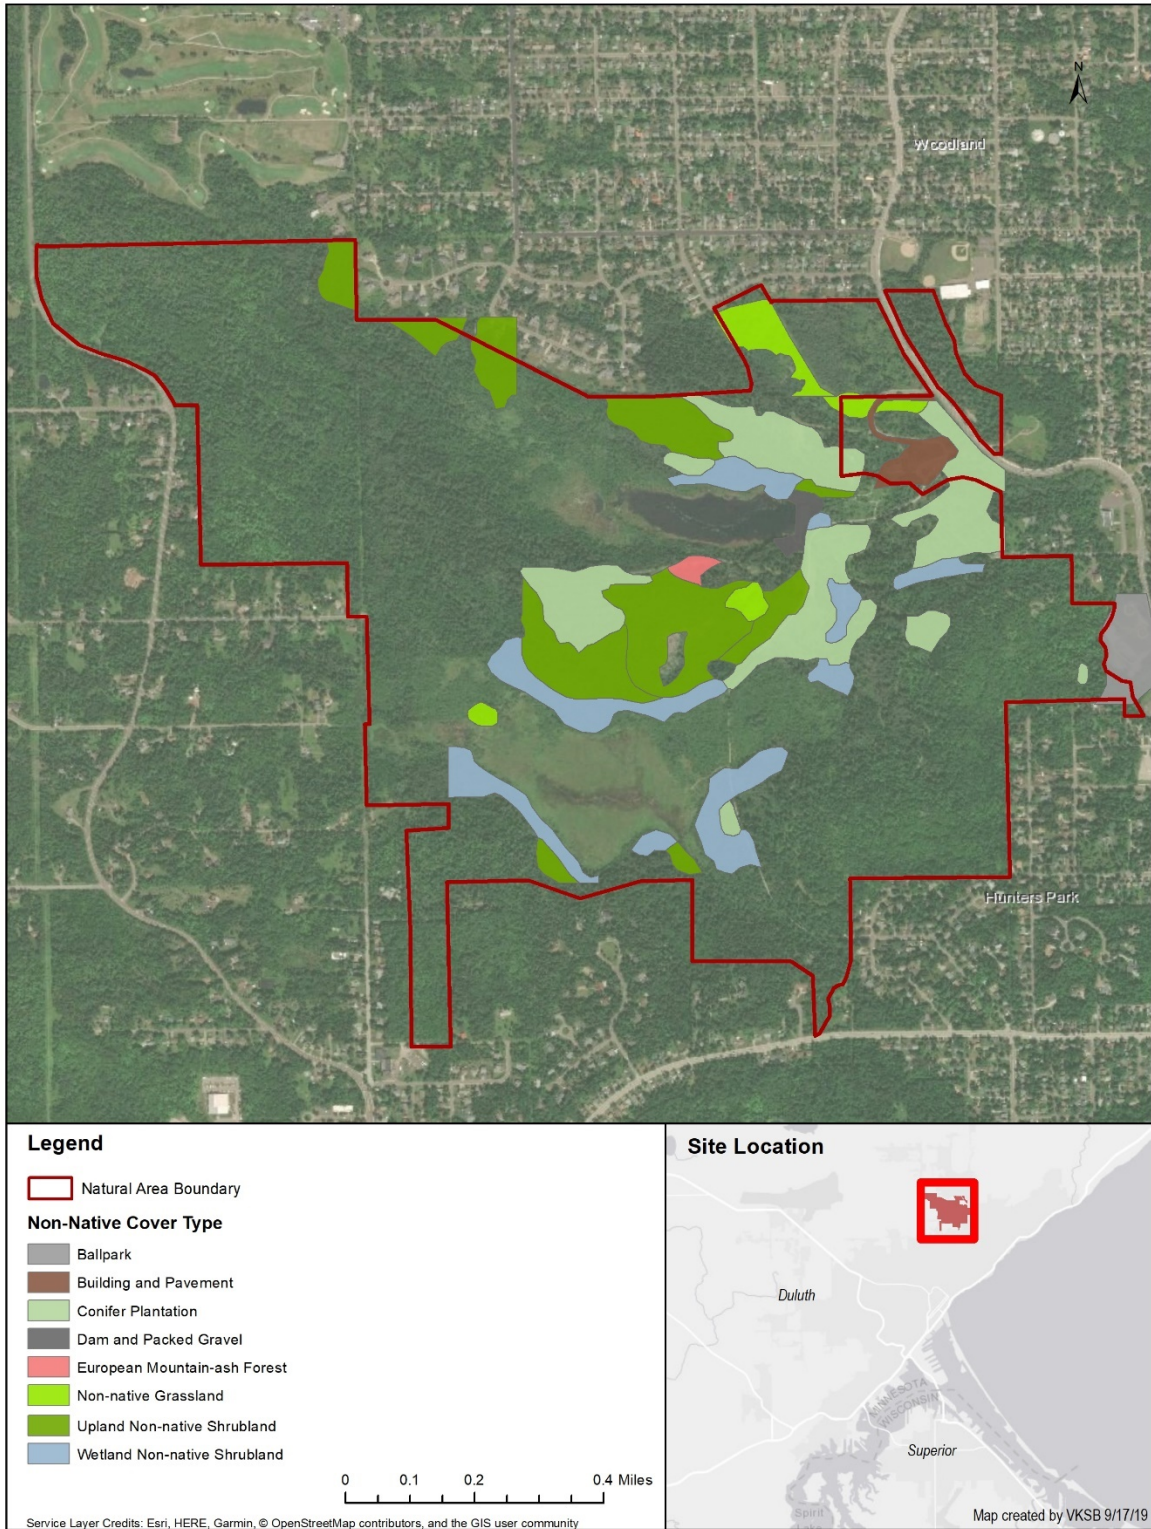 N
Woodland
Hunters Park
Legend
Natural Area Boundary
Non-Native Cover Type
Ballpark
Building and Pavement
Conifer Plantation
Dam and Packed Gravel
European Mountain-ash Forest
Non-native Grassland
Upland Non-native Shrubland
Wetland Non-native Shrubland
0 0.1 0.2 0.4 Miles
Service Layer Credits: Esri, HERE, Garmin, © OpenStreetMap contributors, and the GIS user community
Site Location
Duluth
MINNESOTA
WISCONSIN
Superior
Spirit
Lake
Map created by VKSB 9/17/19